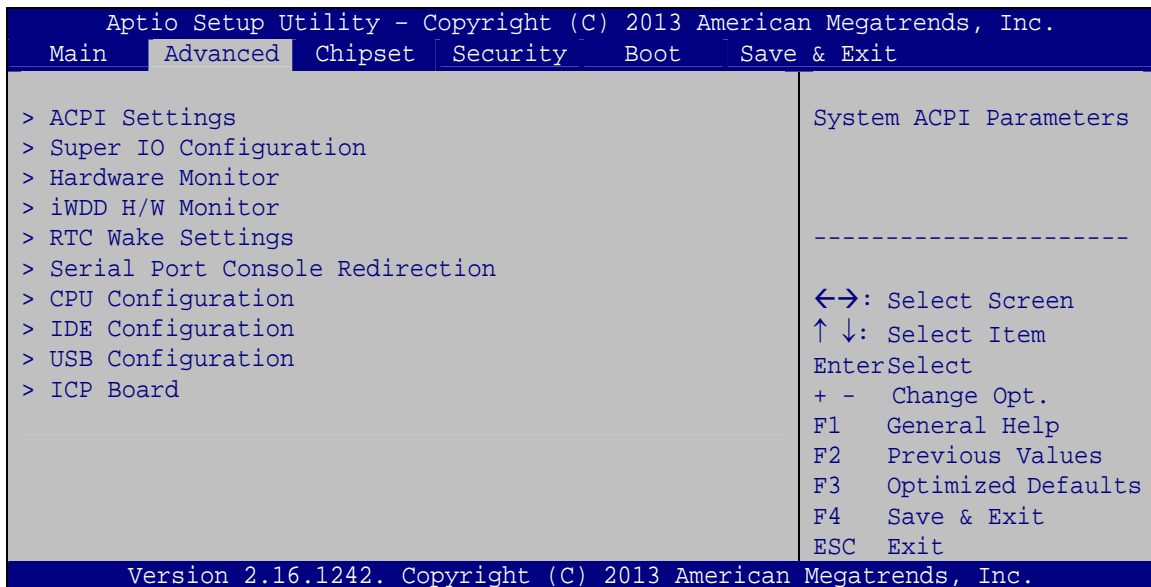 Aptio Setup Utility – Copyright (C) 2013 American Megatrends, Inc.
Main Advanced Chipset Security Boot Save & Exit
> ACPI Settings
> Super IO Configuration
> Hardware Monitor
> iWDD H/W Monitor
> RTC Wake Settings
> Serial Port Console Redirection
> CPU Configuration
> IDE Configuration
> USB Configuration
> ICP Board
System ACPI Parameters
----------------------
←→: Select Screen
↑ ↓: Select Item
EnterSelect
+ - Change Opt.
F1 General Help
F2 Previous Values
F3 Optimized Defaults
F4 Save & Exit
ESC Exit
Version 2.16.1242. Copyright (C) 2013 American Megatrends, Inc.